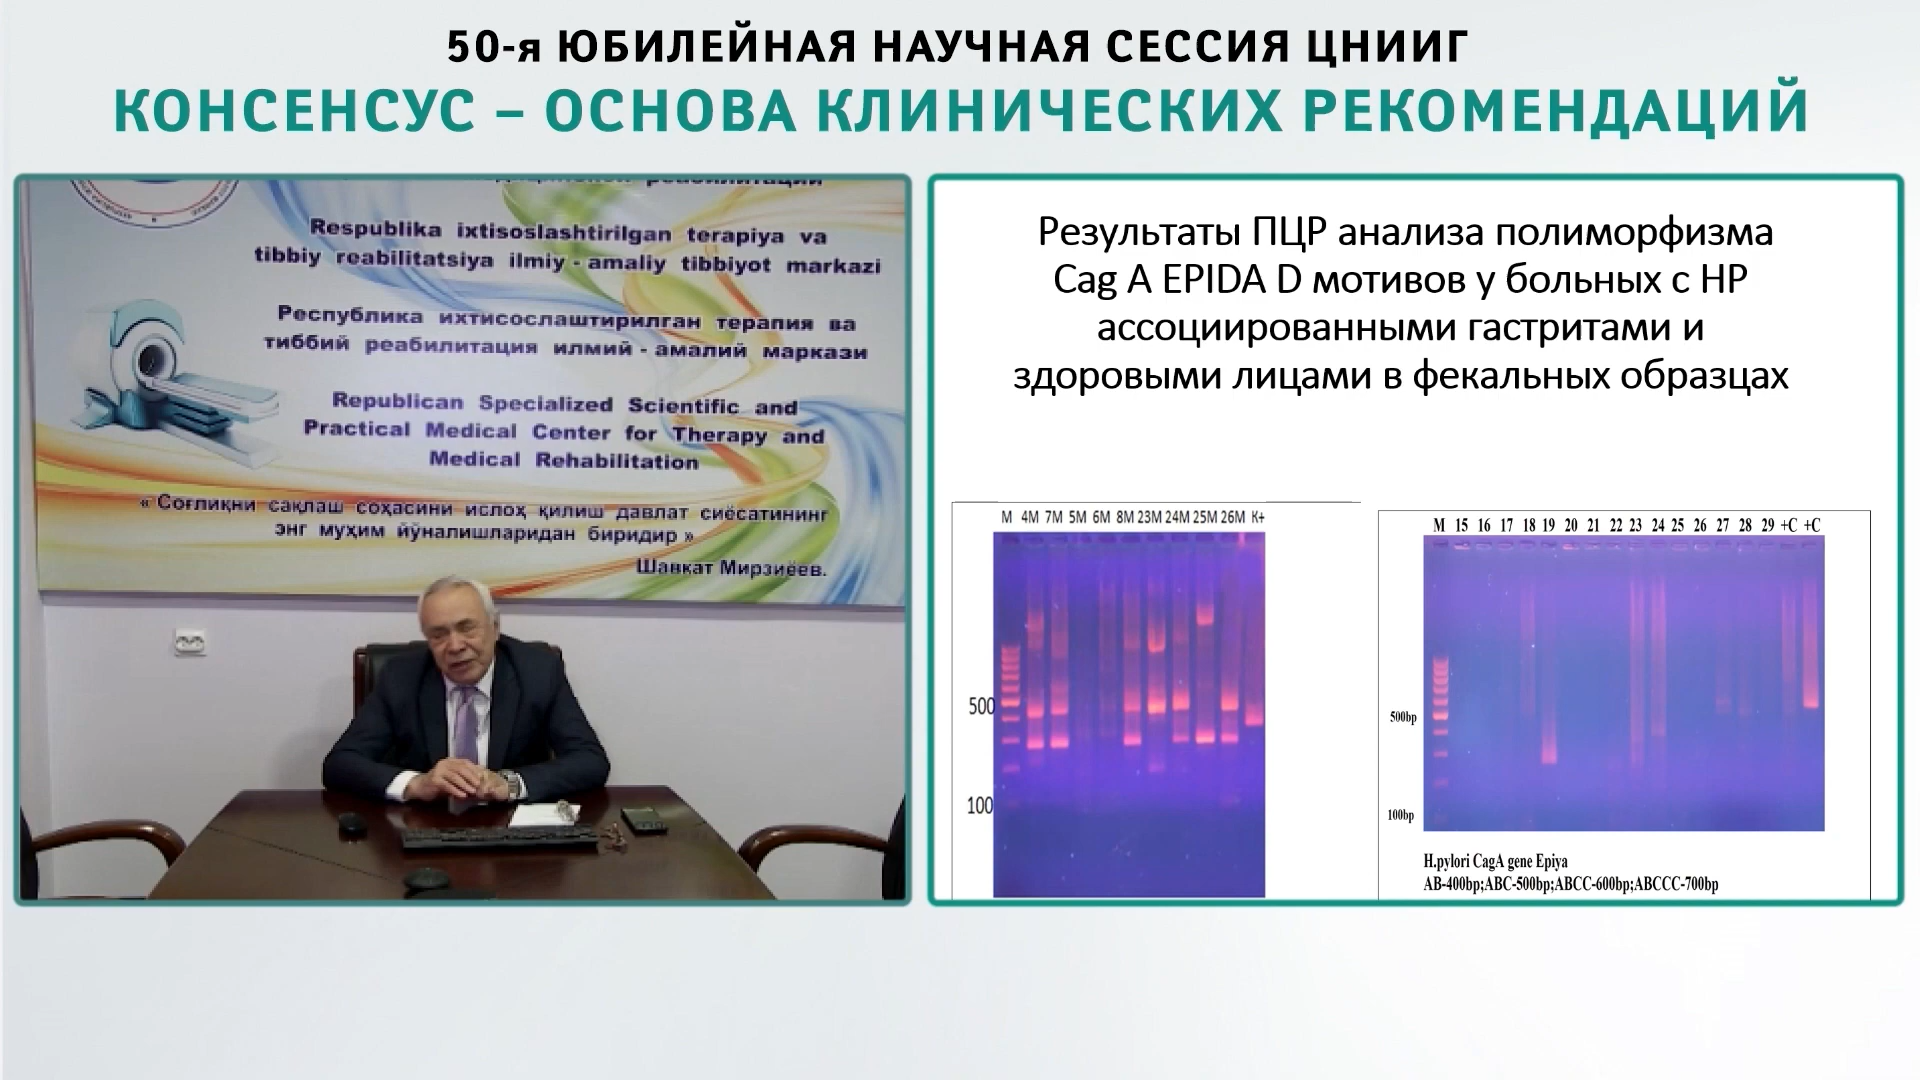 50-я ЮБИЛЕЙНАЯ НАУЧНАЯ СЕССИЯ ЦНИИГ
КОНСЕНСУС – ОСНОВА КЛИНИЧЕСКИХ РЕКОМЕНДАЦИЙ
реабилитации
Respublika ixtisoslashtirilgan terapiya va
tibbiy reabilitatsiya ilmiy - amaliy tibbiyot markazi
Республика ихтисослаштирилган терапия ва
тиббий реабилитация илмий - амалий маркази
Republican Specialized Scientific and
Practical Medical Center for Therapy and
Medical Rehabilitation
« Соғлиқни сақлаш соҳасини ислоҳ қилиш давлат сиёсатининг
энг муҳим йўналишларидан биридир »
Шавкат Мирзиёев.
Результаты ПЦР анализа полиморфизма
Cag A EPIDA D мотивов у больных с HP
ассоциированными гастритами и
здоровыми лицами в фекальных образцах
M 4M 7M 5M 6M 8M 23M 24M 25M 26M K+
500
100
M 15 16 17 18 19 20 21 22 23 24 25 26 27 28 29 +C +C
500bp
100bp
H.pylori CagA gene Epiya
AB-400bp;ABC-500bp;ABCC-600bp;ABCCC-700bp